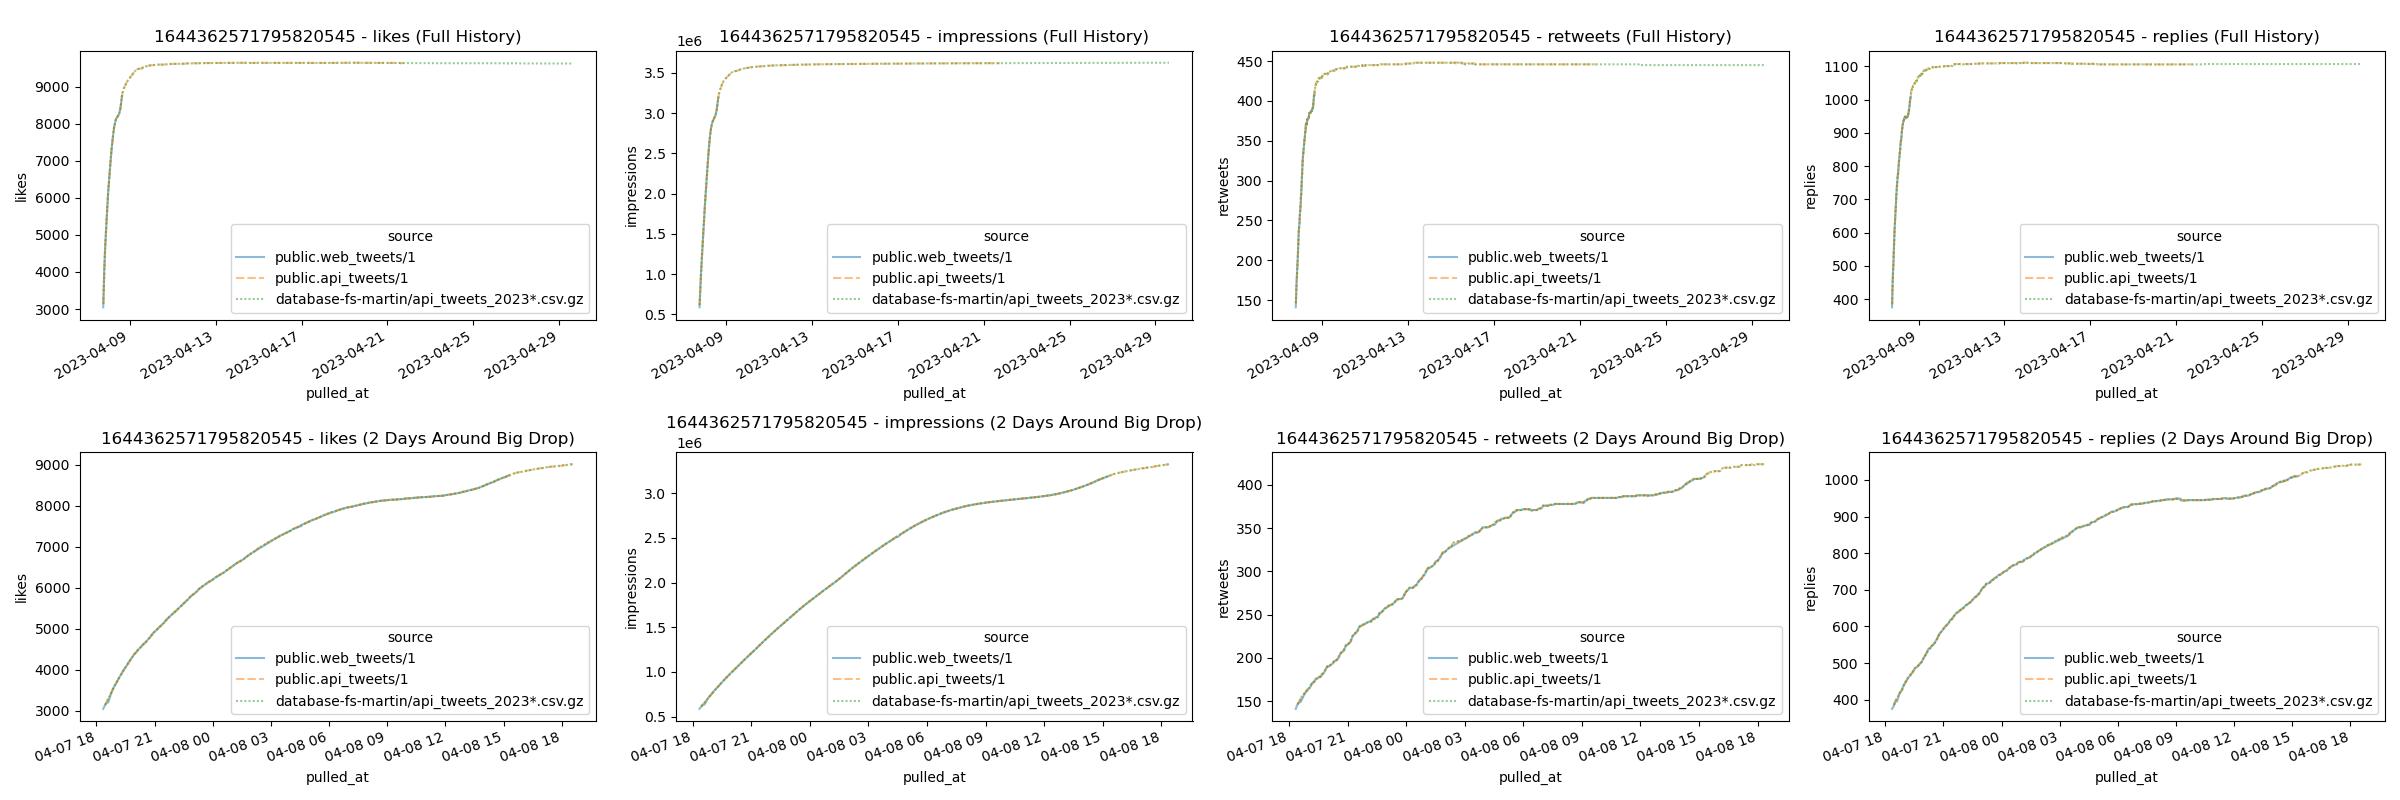 1644362571795820545 - likes (Full History)
likes
9000
8000
7000
6000
5000
4000
3000
source
public.web_tweets/1
public.api_tweets/1
database-fs-martin/api_tweets_2023*.csv.gz
2023-04-09
2023-04-13
2023-04-17
2023-04-21
2023-04-25
2023-04-29
pulled_at
1644362571795820545 - impressions (Full History)
1e6
impressions
3.5
3.0
2.5
2.0
1.5
1.0
0.5
source
public.web_tweets/1
public.api_tweets/1
database-fs-martin/api_tweets_2023*.csv.gz
2023-04-09
2023-04-13
2023-04-17
2023-04-21
2023-04-25
2023-04-29
pulled_at
1644362571795820545 - retweets (Full History)
retweets
450
400
350
300
250
200
150
source
public.web_tweets/1
public.api_tweets/1
database-fs-martin/api_tweets_2023*.csv.gz
2023-04-09
2023-04-13
2023-04-17
2023-04-21
2023-04-25
2023-04-29
pulled_at
1644362571795820545 - replies (Full History)
replies
1100
1000
900
800
700
600
500
400
source
public.web_tweets/1
public.api_tweets/1
database-fs-martin/api_tweets_2023*.csv.gz
2023-04-09
2023-04-13
2023-04-17
2023-04-21
2023-04-25
2023-04-29
pulled_at
1644362571795820545 - likes (2 Days Around Big Drop)
likes
9000
8000
7000
6000
5000
4000
3000
source
public.web_tweets/1
public.api_tweets/1
database-fs-martin/api_tweets_2023*.csv.gz
04-07 18
04-07 21
04-08 00
04-08 03
04-08 06
04-08 09
04-08 12
04-08 15
04-08 18
pulled_at
1644362571795820545 - impressions (2 Days Around Big Drop)
1e6
impressions
3.0
2.5
2.0
1.5
1.0
0.5
source
public.web_tweets/1
public.api_tweets/1
database-fs-martin/api_tweets_2023*.csv.gz
04-07 18
04-07 21
04-08 00
04-08 03
04-08 06
04-08 09
04-08 12
04-08 15
04-08 18
pulled_at
1644362571795820545 - retweets (2 Days Around Big Drop)
retweets
400
350
300
250
200
150
source
public.web_tweets/1
public.api_tweets/1
database-fs-martin/api_tweets_2023*.csv.gz
04-07 18
04-07 21
04-08 00
04-08 03
04-08 06
04-08 09
04-08 12
04-08 15
04-08 18
pulled_at
1644362571795820545 - replies (2 Days Around Big Drop)
replies
1000
900
800
700
600
500
400
source
public.web_tweets/1
public.api_tweets/1
database-fs-martin/api_tweets_2023*.csv.gz
04-07 18
04-07 21
04-08 00
04-08 03
04-08 06
04-08 09
04-08 12
04-08 15
04-08 18
pulled_at